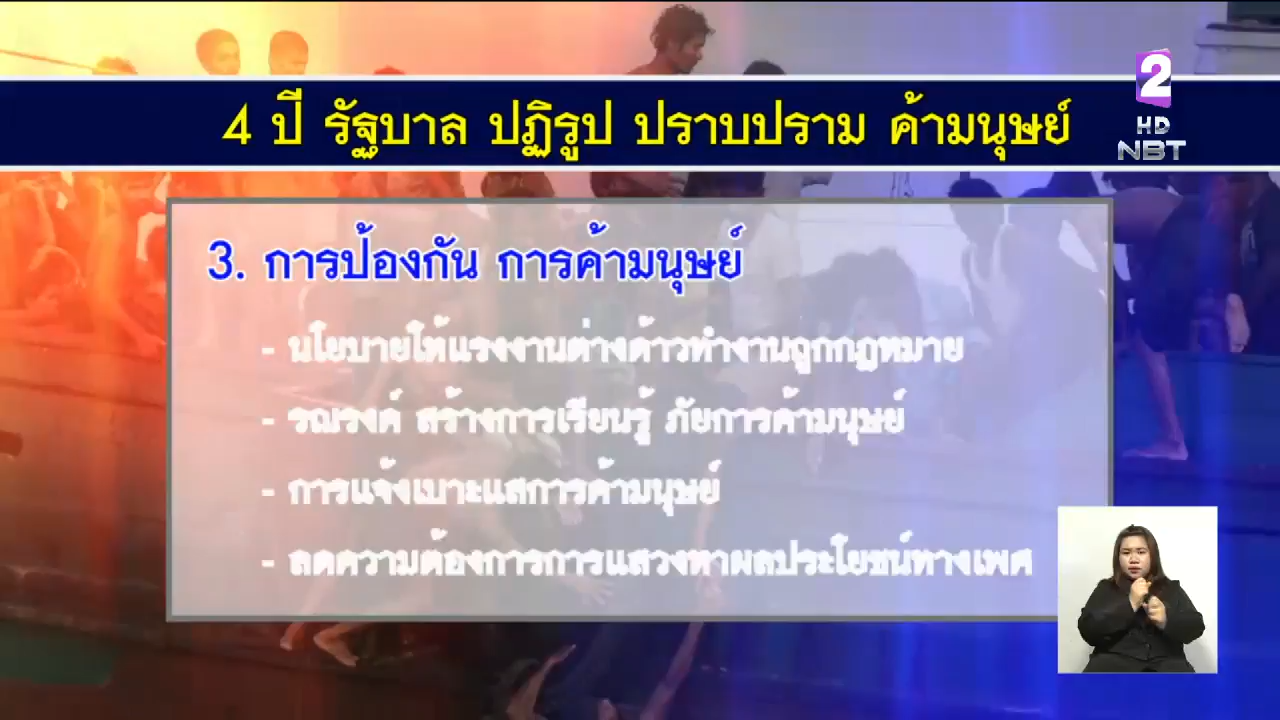 4 ปี รัฐบาล ปฏิรูป ปราบปราม ค้ามนุษย์
2
HD
NBT
3. การป้องกัน การค้ามนุษย์
- นโยบายให้แรงงานต่างด้าวทำงานถูกกฎหมาย
- รณรงค์ สร้างการเรียนรู้ ภัยการค้ามนุษย์
- การแจ้งเบาะแสการค้ามนุษย์
- ลดความต้องการการแสวงหาผลประโยชน์ทางเพศ